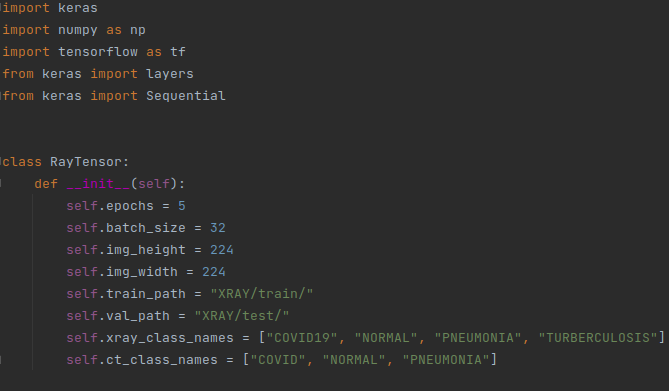 import keras
import numpy as np
import tensorflow as tf
from keras import layers
from keras import Sequential
class RayTensor:
def __init__(self):
self.epochs = 5
self.batch_size = 32
self.img_height = 224
self.img_width = 224
self.train_path = "XRAY/train/"
self.val_path = "XRAY/test/"
self.xray_class_names = ["COVID19", "NORMAL", "PNEUMONIA", "TURBERCULOSIS"]
self.ct_class_names = ["COVID", "NORMAL", "PNEUMONIA"]